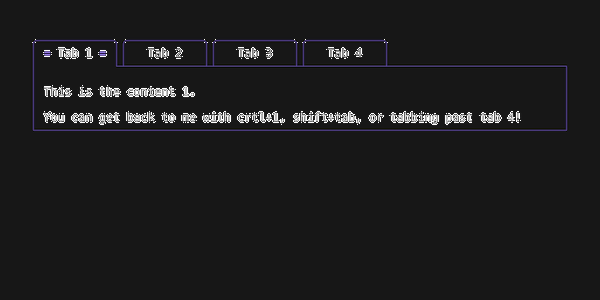 = Tab 1 = Tab 2 Tab 3 Tab 4
This is the content 1.
You can get back to me with crtl+1, shift+tab, or tabbing past tab 4!